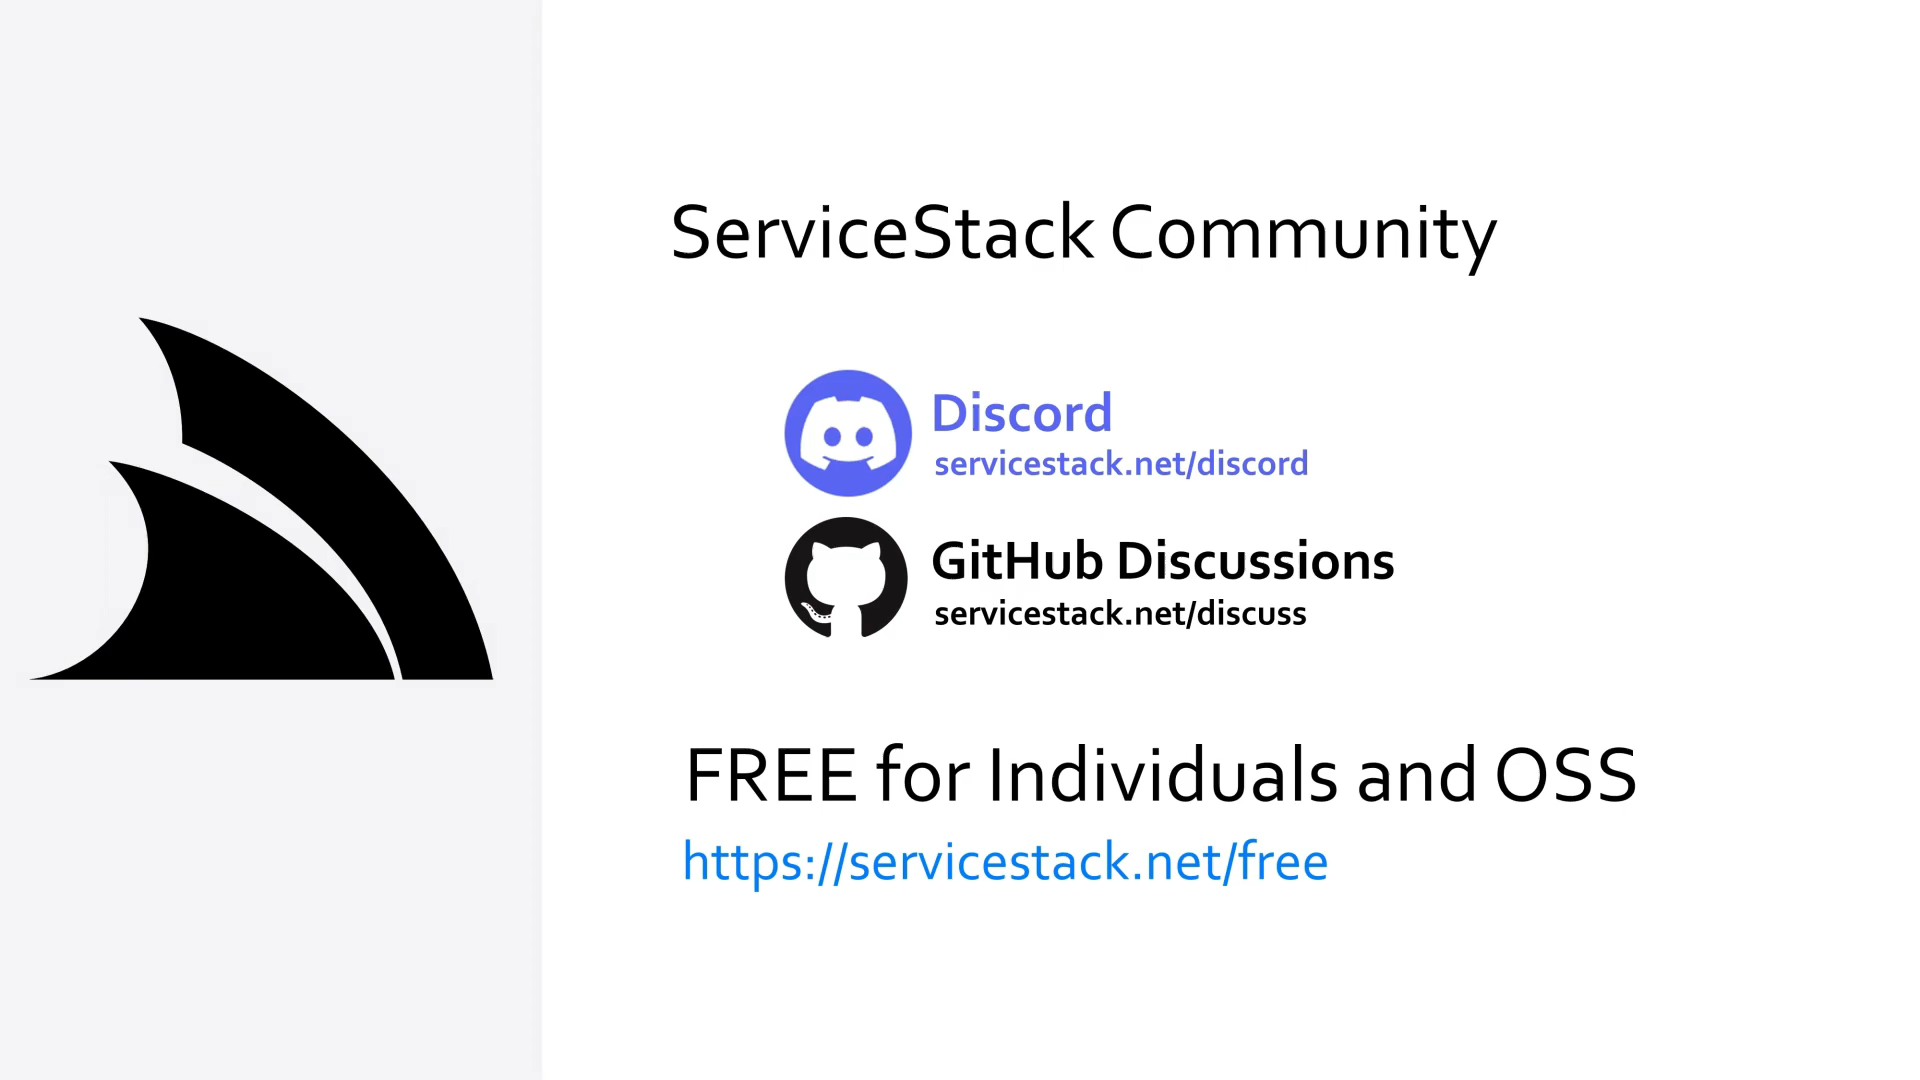 ServiceStack Community
Discord
servicestack.net/discord
GitHub Discussions
servicestack.net/discuss
FREE for Individuals and OSS
https://servicestack.net/free